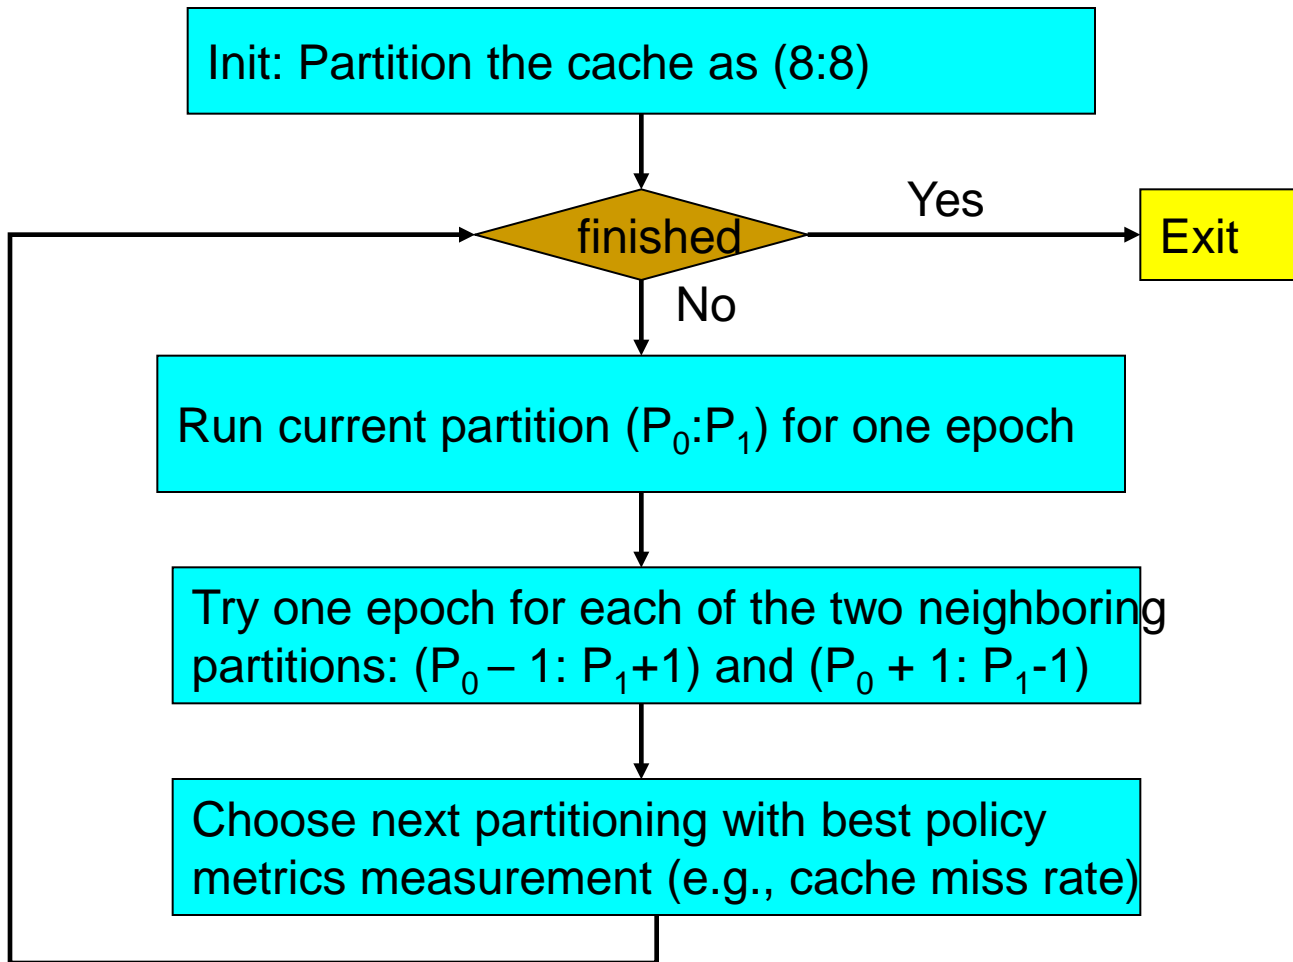 Init: Partition the cache as (8:8)
finished
Yes
Exit
No
Run current partition (P₀:P₁) for one epoch
Try one epoch for each of the two neighboring
partitions: (P₀ – 1: P₁+1) and (P₀ + 1: P₁-1)
Choose next partitioning with best policy
metrics measurement (e.g., cache miss rate)